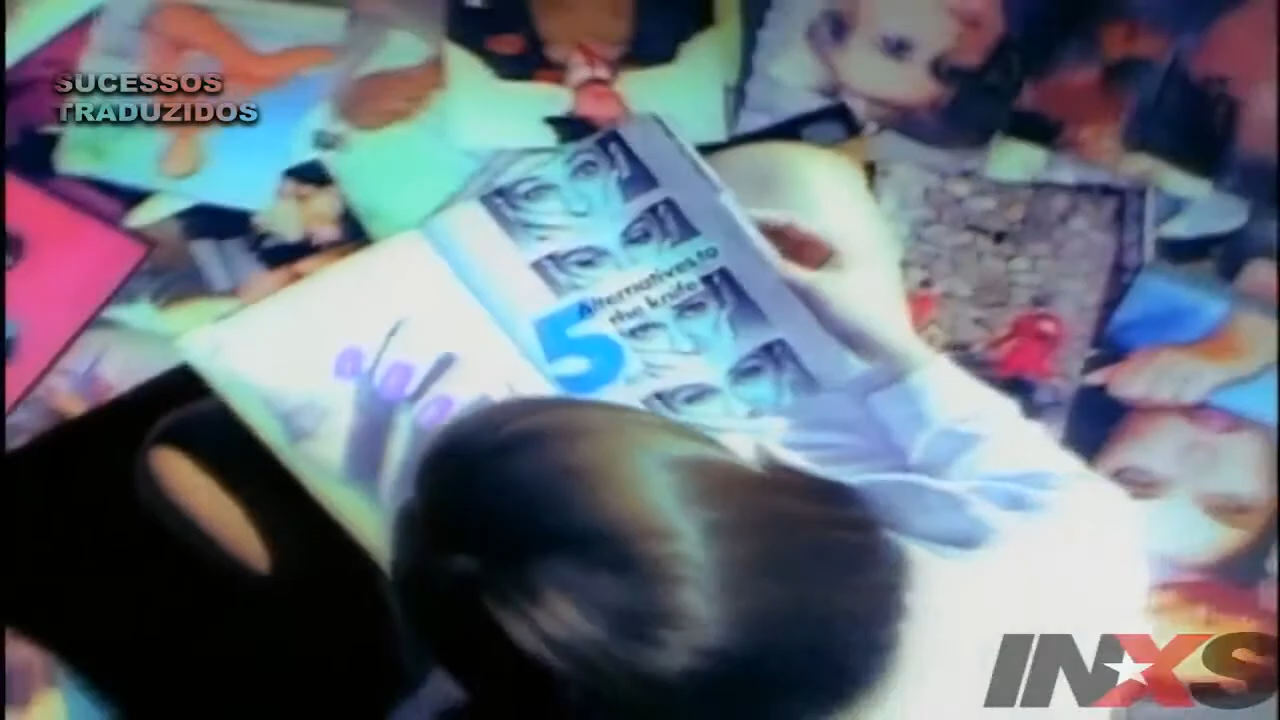 SUCESSOS
TRADUZIDOS
5
Alternatives to
the knife
INXS